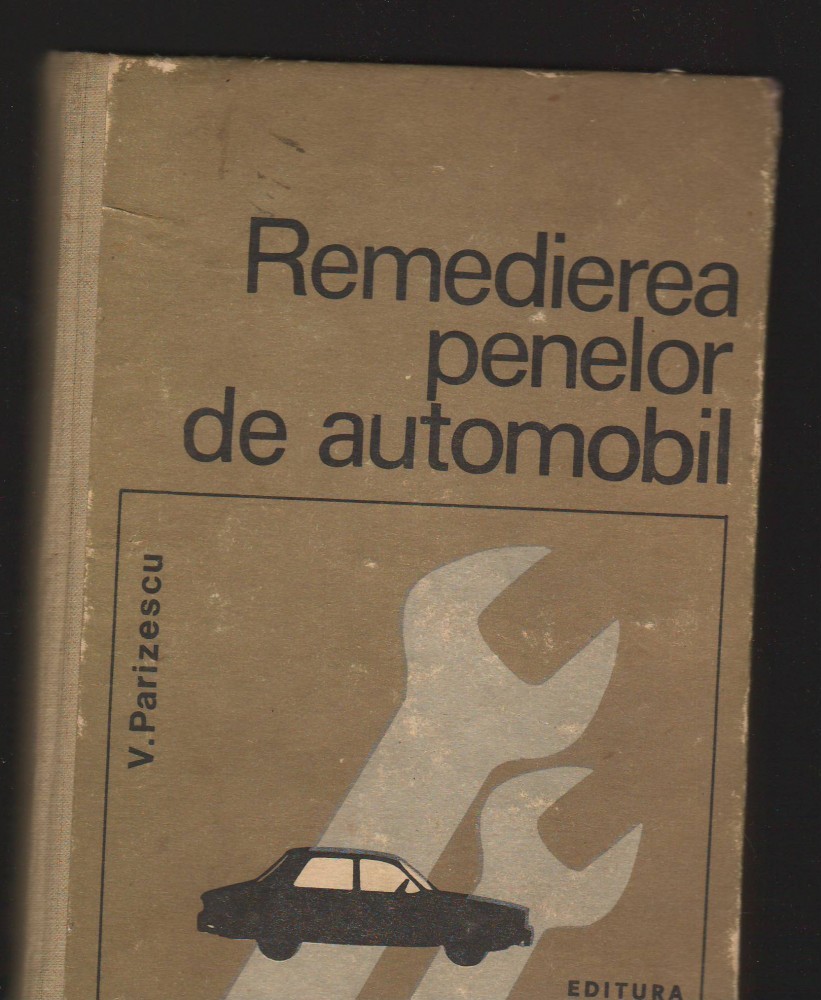 Remedierea
penelor
de automobil
V. Parizescu
EDITURA